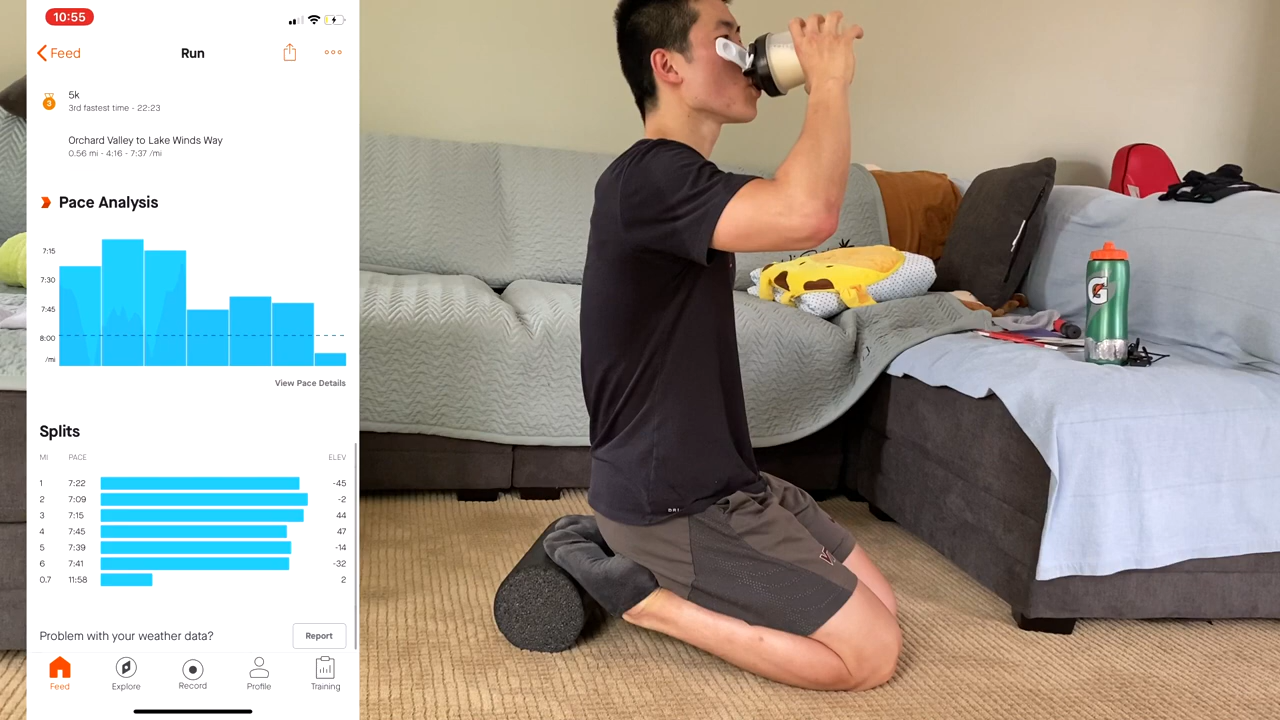 10:55
Feed
Run
3
5k
3rd fastest time - 22:23
Orchard Valley to Lake Winds Way
0.56 mi - 4:16 - 7:37 /mi
Pace Analysis
7:15
7:30
7:45
8:00
/mi
View Pace Details
Splits
MI PACE ELEV
1 7:22 -45
2 7:09 -2
3 7:15 44
4 7:45 47
5 7:39 -14
6 7:41 -32
0.7 11:58 2
Problem with your weather data?
Report
Feed Explore Record Profile Training
G
DRI
V